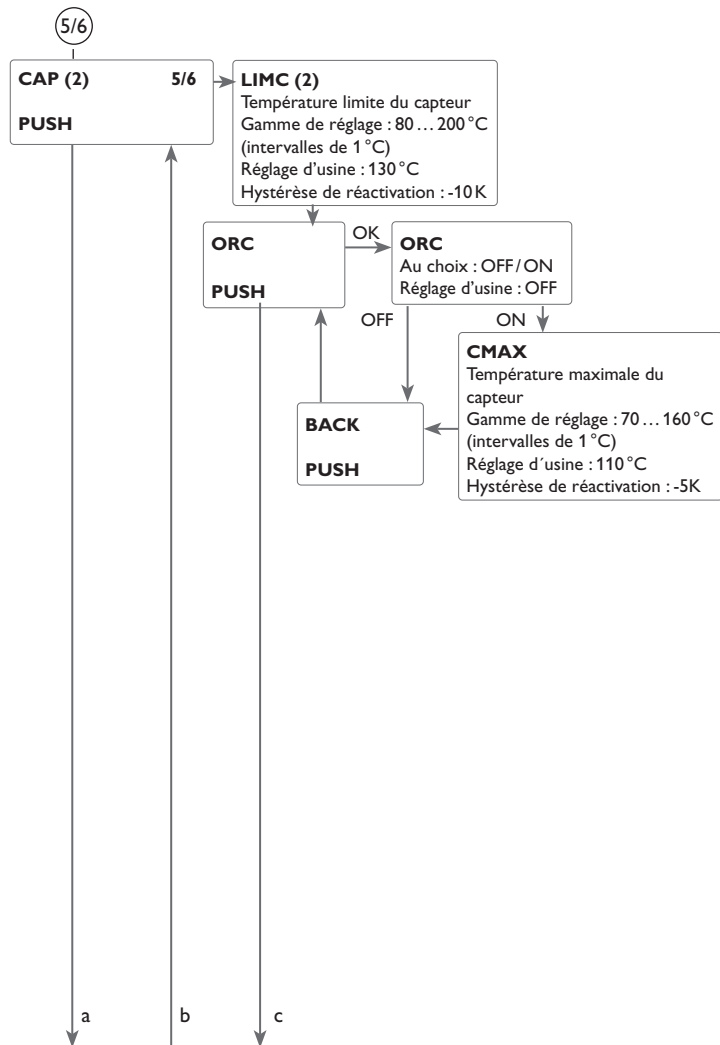 5/6
CAP (2) 5/6
PUSH
LIMC (2)
Température limite du capteur
Gamme de réglage : 80 ... 200 °C
(intervalles de 1 °C)
Réglage d'usine : 130 °C
Hystérèse de réactivation : -10 K
ORC
PUSH
OK
ORC
Au choix : OFF / ON
Réglage d'usine : OFF
OFF
ON
CMAX
Température maximale du
capteur
Gamme de réglage : 70 ... 160 °C
(intervalles de 1 °C)
Réglage d´usine : 110 °C
Hystérèse de réactivation : -5K
BACK
PUSH
a
b
c